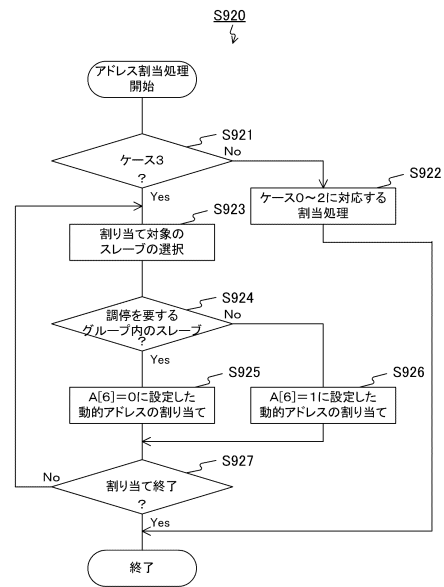 S920
アドレス割当処理
開始
S921
ケース3
?
No
Yes
S922
ケース0~2に対応する
割当処理
S923
割り当て対象の
スレーブの選択
S924
調停を要する
グループ内のスレーブ
?
No
Yes
S925
A[6]=0に設定した
動的アドレスの割り当て
S926
A[6]=1に設定した
動的アドレスの割り当て
S927
No
割り当て終了
?
Yes
終了